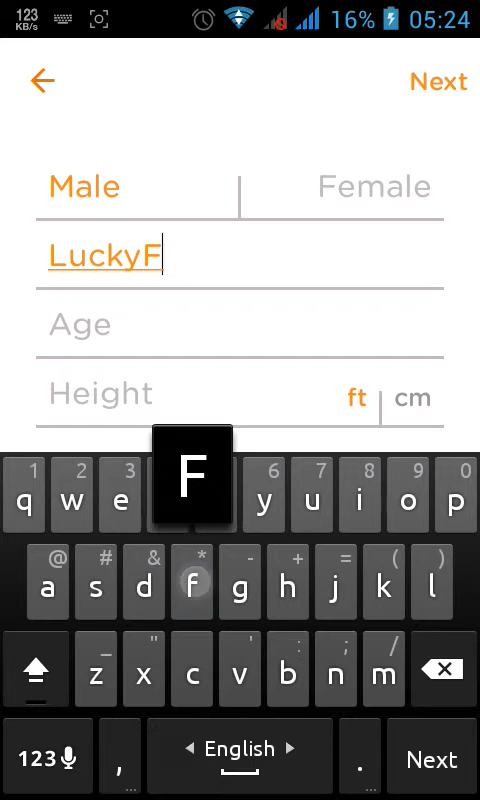 123 KB/s 16% 05:24
Next
Male Female
LuckyF
Age
Height ft cm
F
1 2 3 6 7 8 9 0
q w e y u i o p
@ # & * - + = ( )
a s d f g h j k l
_ " ' : ; /
z x c v b n m
123 , English . Next